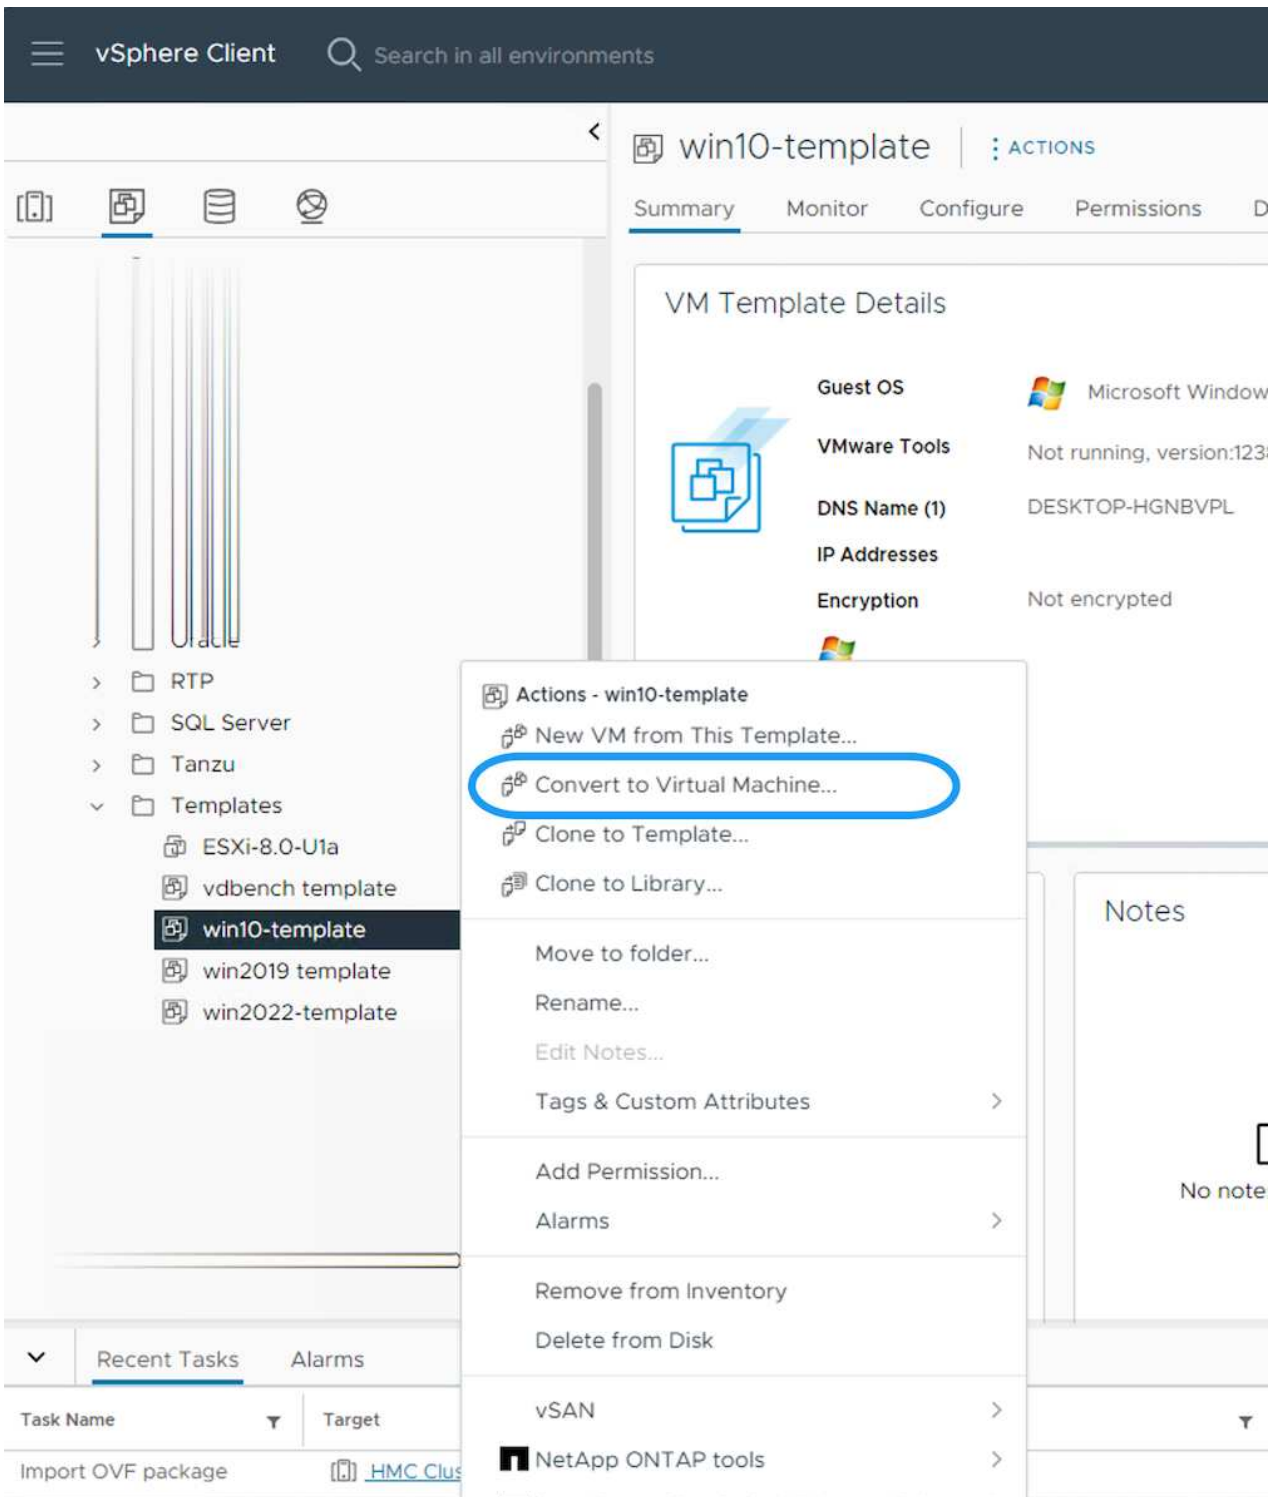 vSphere Client
Search in all environments
win10-template
ACTIONS
Summary Monitor Configure Permissions D
VM Template Details
Guest OS Microsoft Window
VMware Tools Not running, version:123
DNS Name (1) DESKTOP-HGNBVPL
IP Addresses
Encryption Not encrypted
Oracle
RTP
SQL Server
Tanzu
Templates
ESXi-8.0-U1a
vdbench template
win10-template
win2019 template
win2022-template
Actions - win10-template
New VM from This Template...
Convert to Virtual Machine...
Clone to Template...
Clone to Library...
Move to folder...
Rename...
Edit Notes...
Tags & Custom Attributes
Add Permission...
Alarms
Remove from Inventory
Delete from Disk
vSAN
NetApp ONTAP tools
Notes
No note
Recent Tasks Alarms
Task Name Target
Import OVF package HMC Clus